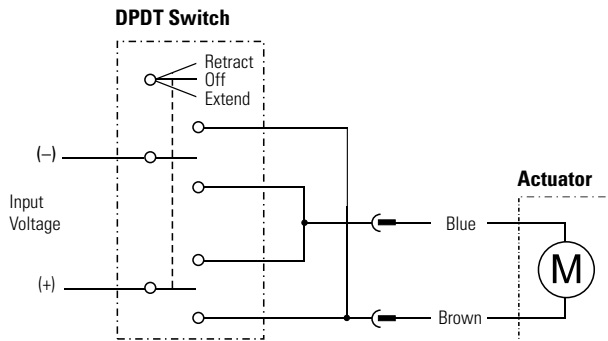 DPDT Switch
Retract
Off
Extend
(–)
Input
Voltage
(+)
Actuator
Blue
M
Brown